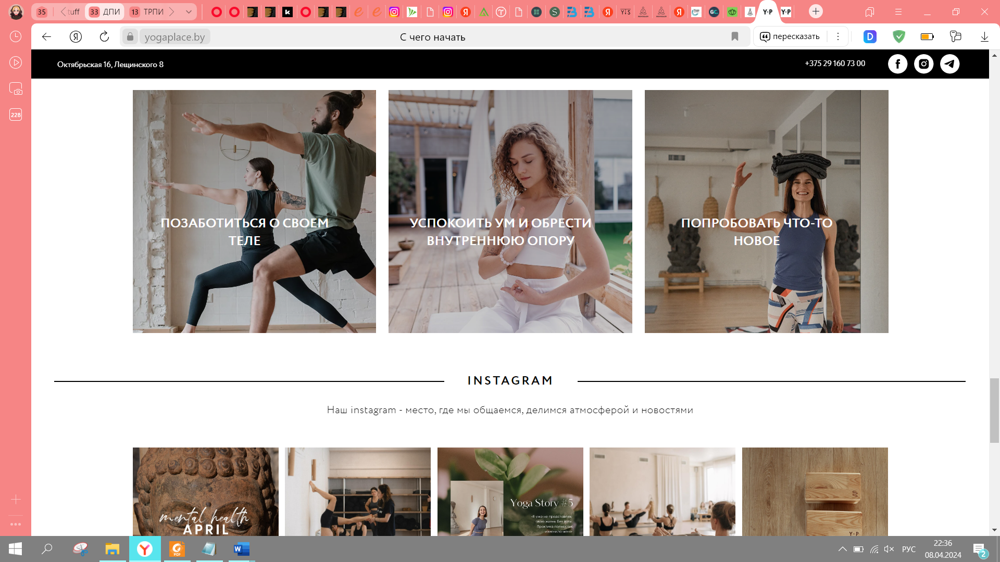 35
tuff
33 ДПИ
13 ТРПИ
yogaplace.by
С чего начать
пересказать
228
Октябрьская 16, Лещинского 8
+375 29 160 73 00
ПОЗАБОТИТЬСЯ О СВОЕМ
ТЕЛЕ
УСПОКОИТЬ УМ И ОБРЕСТИ
ВНУТРЕННЮЮ ОПОРУ
ПОПРОБОВАТЬ ЧТО-ТО
НОВОЕ
INSTAGRAM
Наш instagram - место, где мы общаемся, делимся атмосферой и новостями
mental health
APRIL
Yoga Story #5
«Я уже не представляю
свою жизнь без йоги.
Практика полностью
изменила меня»
Y·P
РУС
22:36
08.04.2024
2